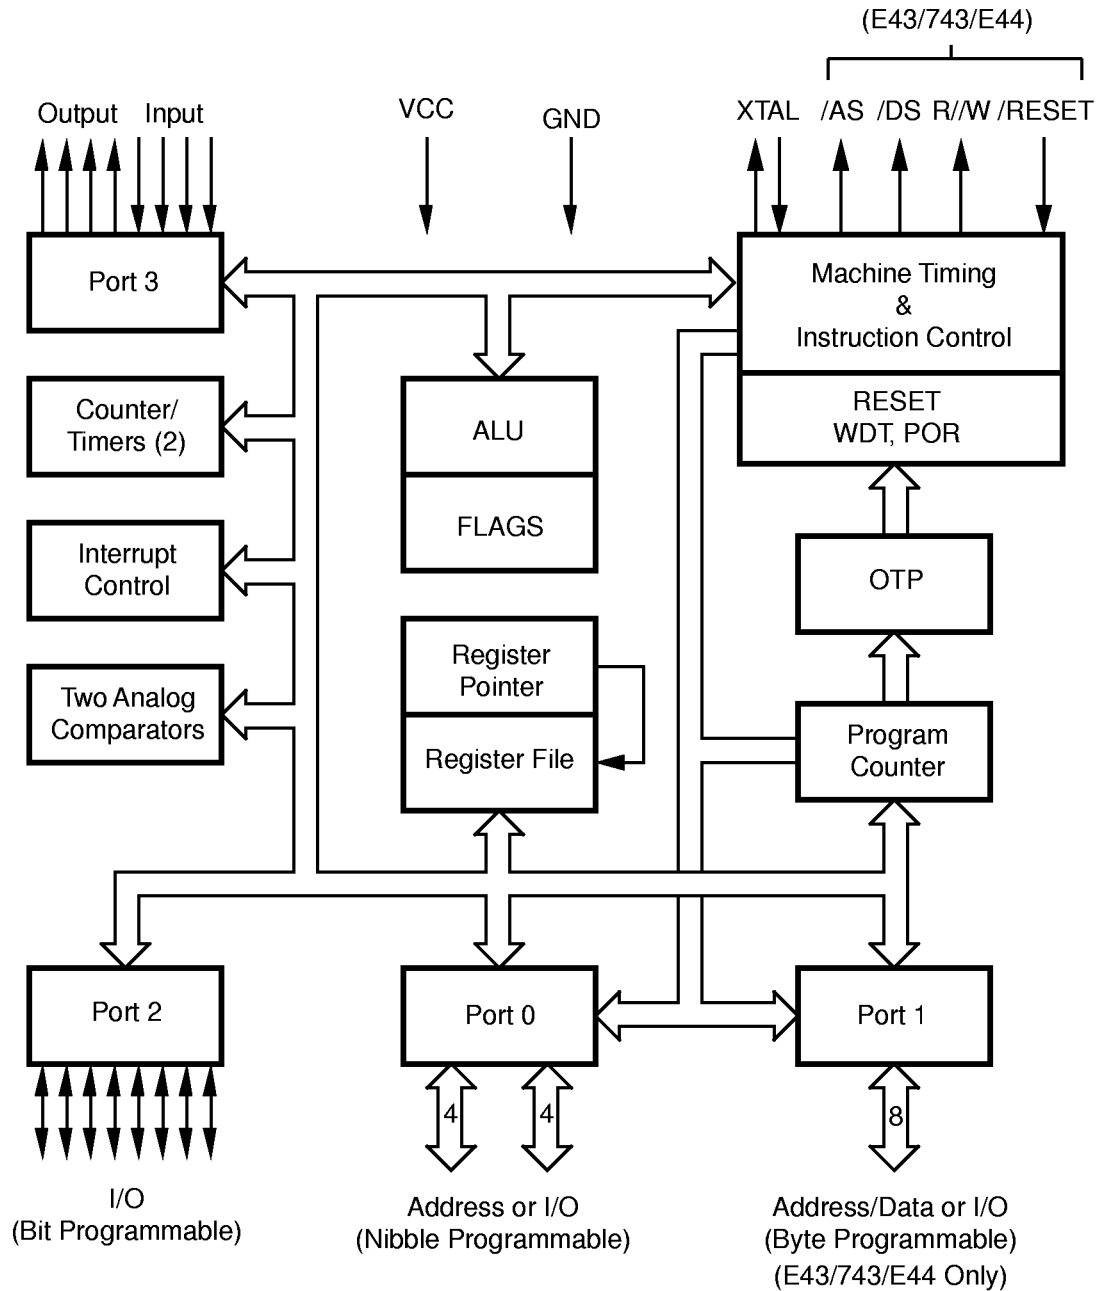 (E43/743/E44)
Output Input VCC GND XTAL /AS /DS R//W /RESET
Port 3
Machine Timing
&
Instruction Control
RESET
WDT, POR
Counter/
Timers (2)
ALU
FLAGS
Interrupt
Control
OTP
Two Analog
Comparators
Register
Pointer
Register File
Program
Counter
Port 2
Port 0
Port 1
4 4 8
I/O
(Bit Programmable)
Address or I/O
(Nibble Programmable)
Address/Data or I/O
(Byte Programmable)
(E43/743/E44 Only)